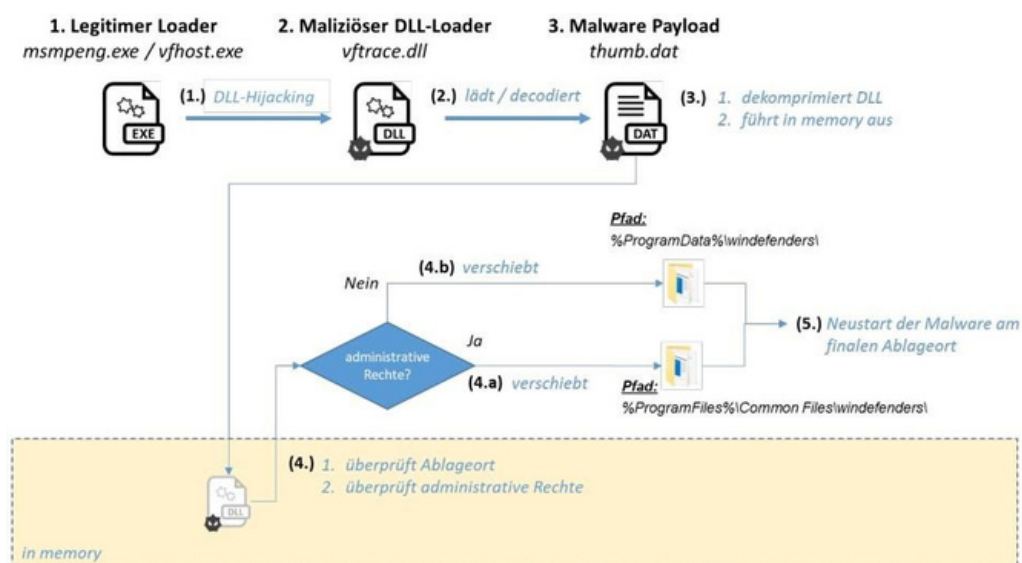 1. Legitimer Loader
msmpeng.exe / vfhost.exe
2. Maliziöser DLL-Loader
vftrace.dll
3. Malware Payload
thumb.dat
(1.) DLL-Hijacking
(2.) lädt / decodiert
(3.) 1. dekomprimiert DLL
2. führt in memory aus
EXE
DLL
DAT
Pfad:
%ProgramData%\windefenders\
(4.b) verschiebt
Nein
(5.) Neustart der Malware am
finalen Ablageort
administrative
Rechte?
Ja
(4.a) verschiebt
Pfad:
%ProgramFiles%\Common Files\windefenders\
(4.) 1. überprüft Ablageort
2. überprüft administrative Rechte
DLL
in memory